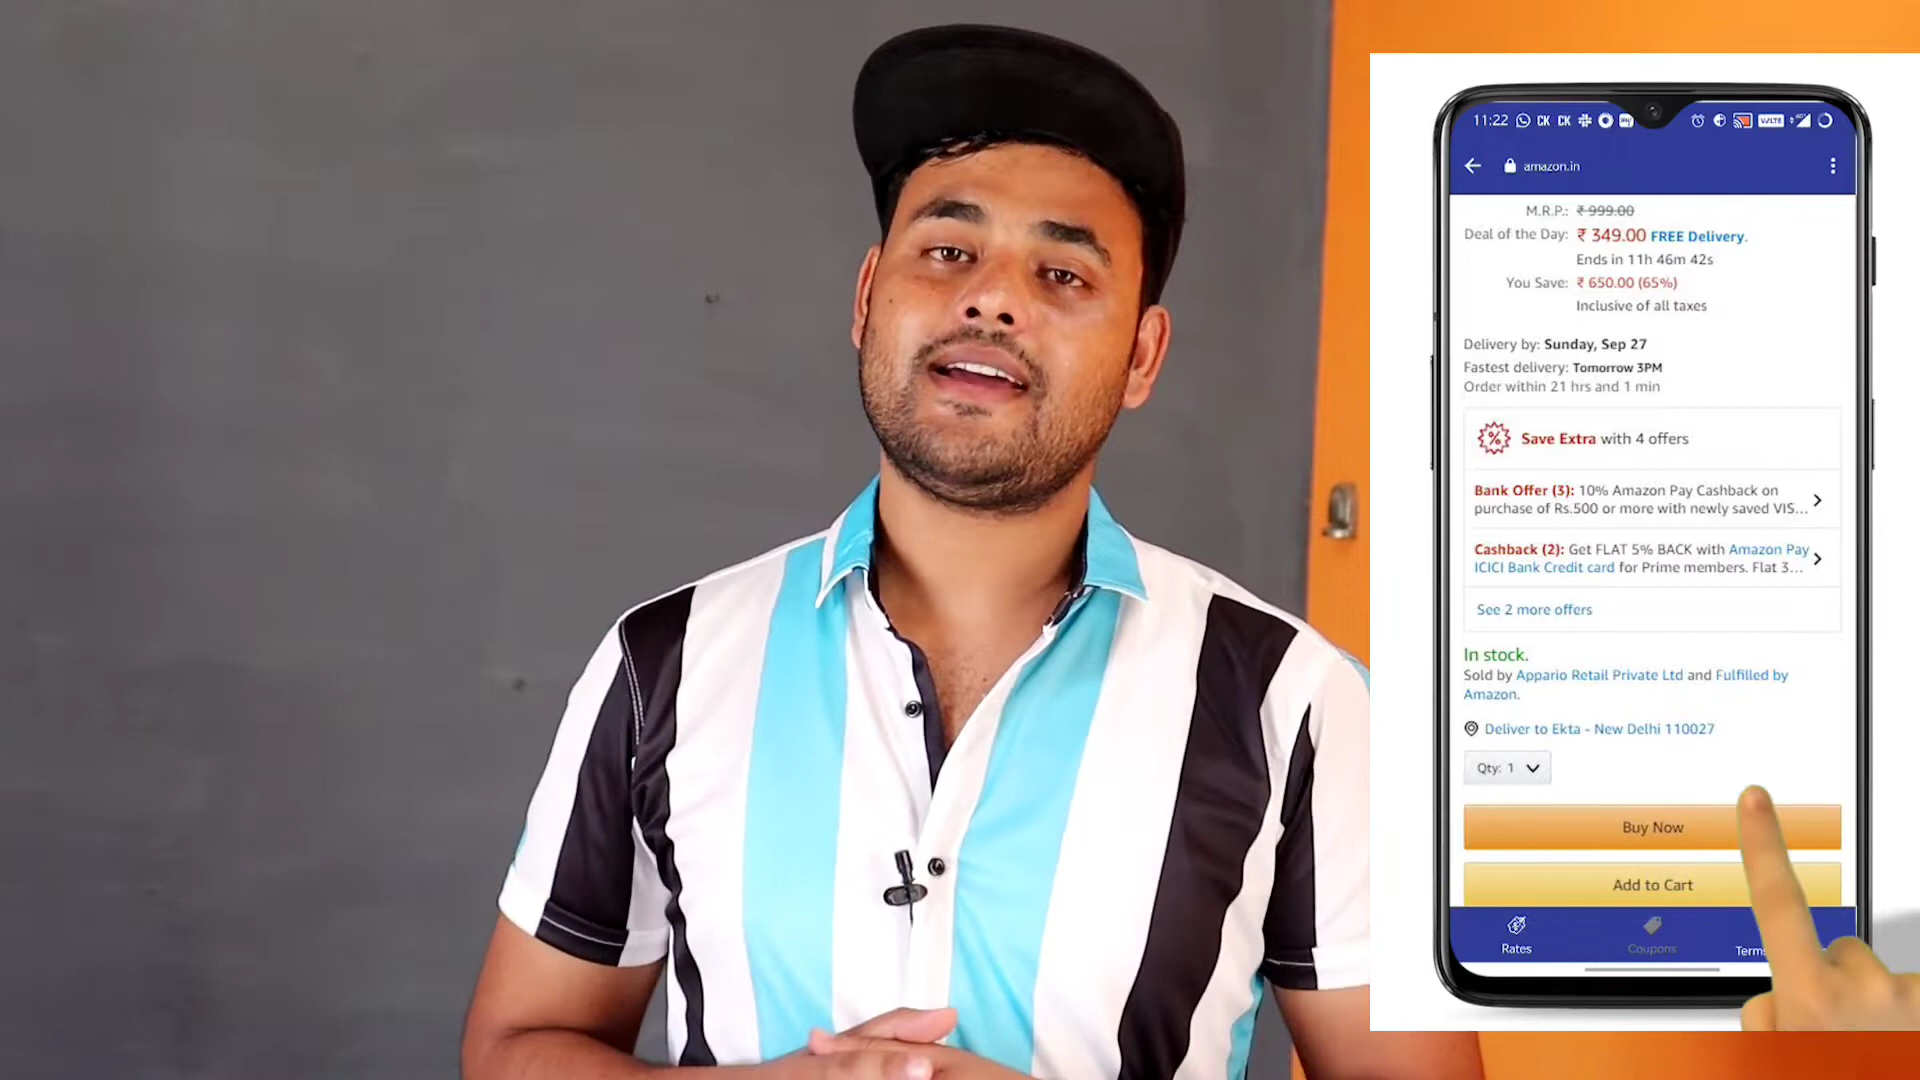 11:22 CK CK VoLTE
amazon.in
M.R.P.: ₹ 999.00
Deal of the Day: ₹ 349.00 FREE Delivery.
Ends in 11h 46m 42s
You Save: ₹ 650.00 (65%)
Inclusive of all taxes
Delivery by: Sunday, Sep 27
Fastest delivery: Tomorrow 3PM
Order within 21 hrs and 1 min
Save Extra with 4 offers
Bank Offer (3): 10% Amazon Pay Cashback on
purchase of Rs.500 or more with newly saved VIS...
Cashback (2): Get FLAT 5% BACK with Amazon Pay
ICICI Bank Credit card for Prime members. Flat 3...
See 2 more offers
In stock.
Sold by Appario Retail Private Ltd and Fulfilled by
Amazon.
Deliver to Ekta - New Delhi 110027
Qty: 1
Buy Now
Add to Cart
Rates Coupons